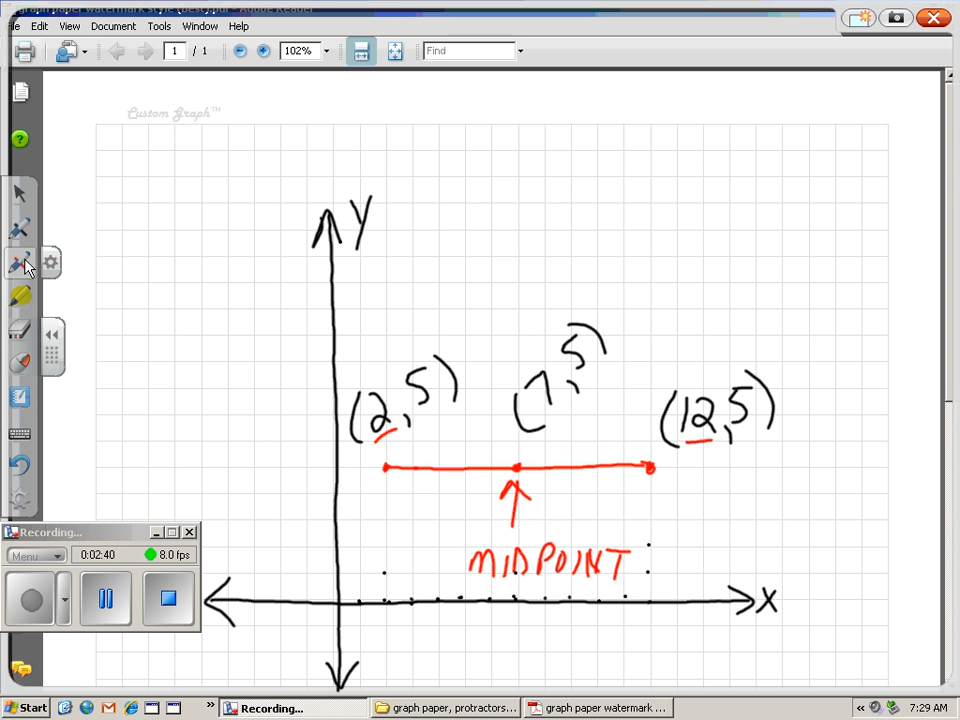 graph paper watermark style (best).pdf - Adobe Reader
File Edit View Document Tools Window Help
1 / 1 102% Find
Custom Graph™
Y
(2,5) (7,5) (12,5)
MIDPOINT
X
Recording...
Menu 0:02:40 8.0 fps
Start » Recording... graph paper, protractors... graph paper watermark ... « 7:29 AM